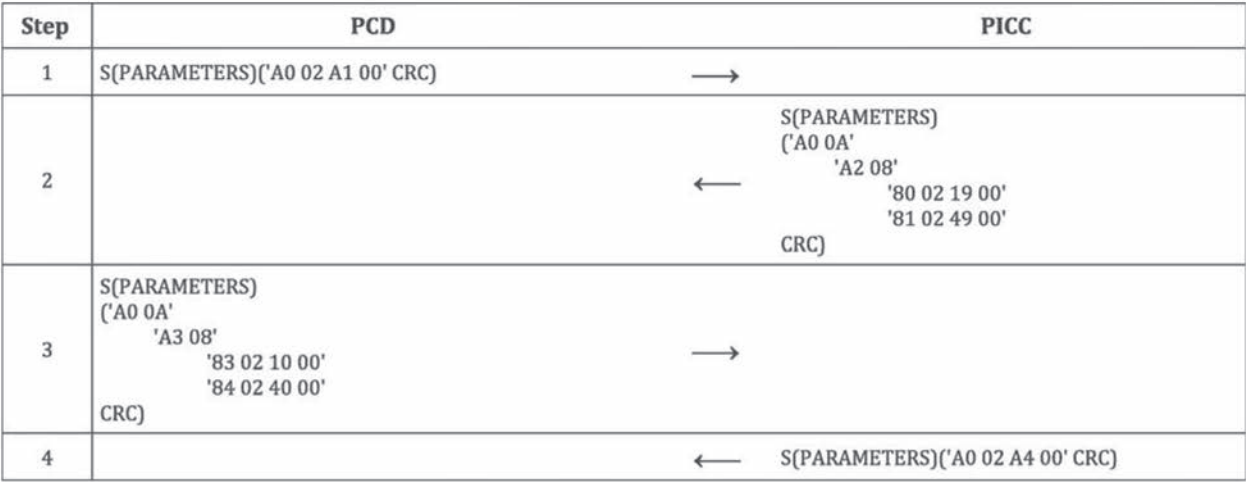 Step PCD PICC
1 S(PARAMETERS)('A0 02 A1 00' CRC) ⟶
S(PARAMETERS)
('A0 0A'
'A2 08'
2 ⟵
'80 02 19 00'
'81 02 49 00'
CRC)
S(PARAMETERS)
('A0 0A'
'A3 08'
3 ⟶
'83 02 10 00'
'84 02 40 00'
CRC)
4 ⟵ S(PARAMETERS)('A0 02 A4 00' CRC)